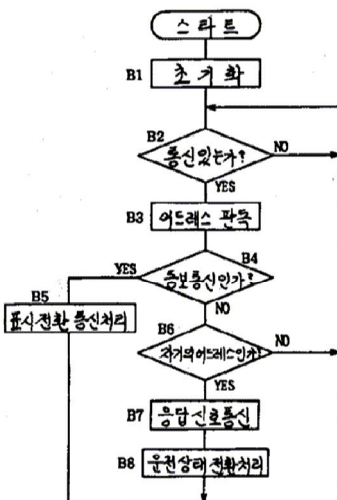 스타트
B1
초기화
B2
통신있는가?
NO
YES
B3
어드레스 판독
B4
동보통신인가?
YES
NO
B5
표시전환 통신처리
B6
자기의어드레스인가?
NO
YES
B7
응답신호통신
B8
운전상태전환처리